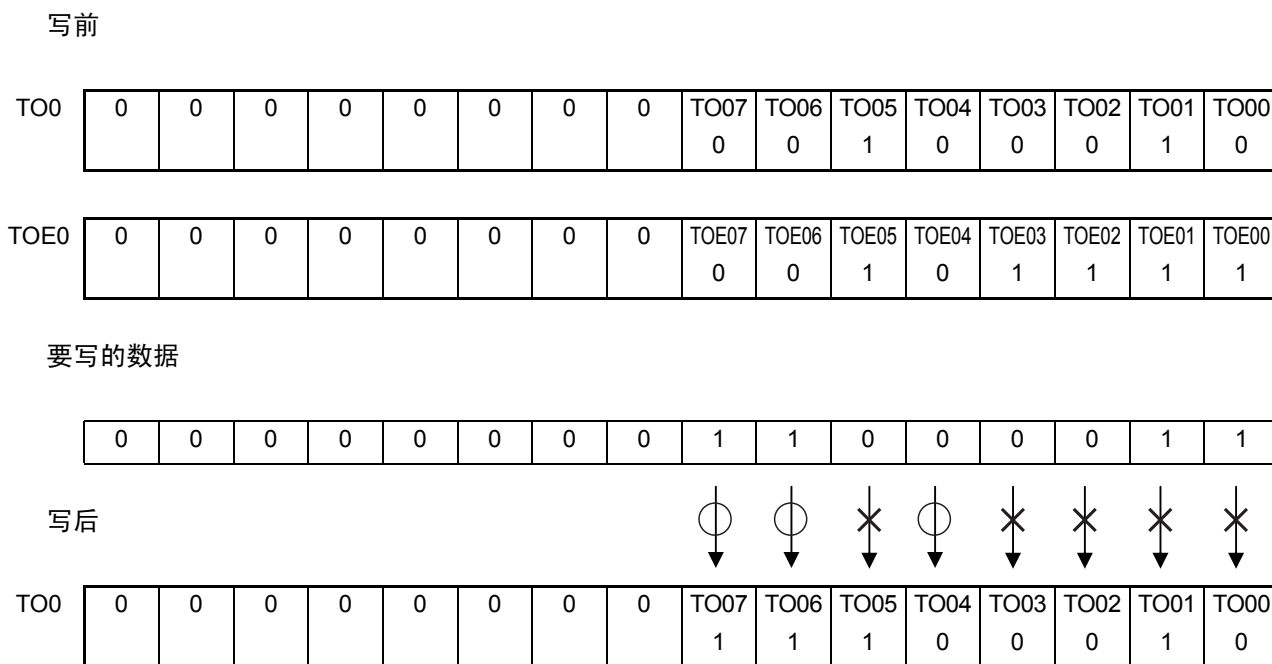 写前
TO0 0 0 0 0 0 0 0 0 TO07 TO06 TO05 TO04 TO03 TO02 TO01 TO00
0 0 1 0 0 0 1 0
TOE0 0 0 0 0 0 0 0 0 TOE07 TOE06 TOE05 TOE04 TOE03 TOE02 TOE01 TOE00
0 0 1 0 1 1 1 1
要写的数据
0 0 0 0 0 0 0 0 1 1 0 0 0 0 1 1
写后
TO0 0 0 0 0 0 0 0 0 TO07 TO06 TO05 TO04 TO03 TO02 TO01 TO00
1 1 1 0 0 0 1 0